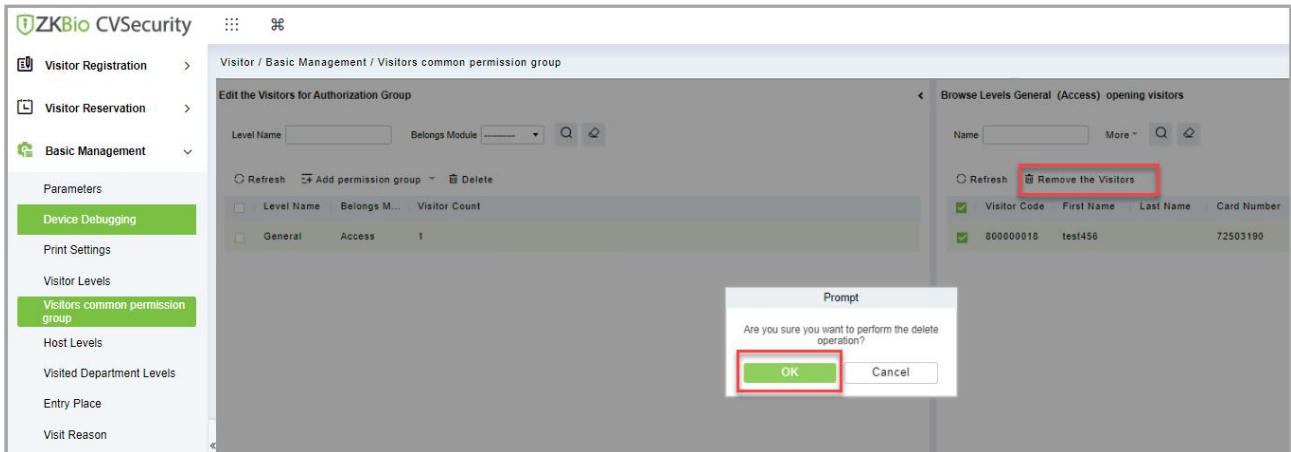 ZKBio CVSecurity
Visitor Registration
Visitor Reservation
Basic Management
Parameters
Device Debugging
Print Settings
Visitor Levels
Visitors common permission
group
Host Levels
Visited Department Levels
Entry Place
Visit Reason
Visitor / Basic Management / Visitors common permission group
Edit the Visitors for Authorization Group
Level Name Belongs Module ---------
Refresh Add permission group Delete
Level Name Belongs M... Visitor Count
General Access 1
Browse Levels General (Access) opening visitors
Name More
Refresh Remove the Visitors
Visitor Code First Name Last Name Card Number
800000018 test456 72503190
Prompt
Are you sure you want to perform the delete
operation?
OK Cancel